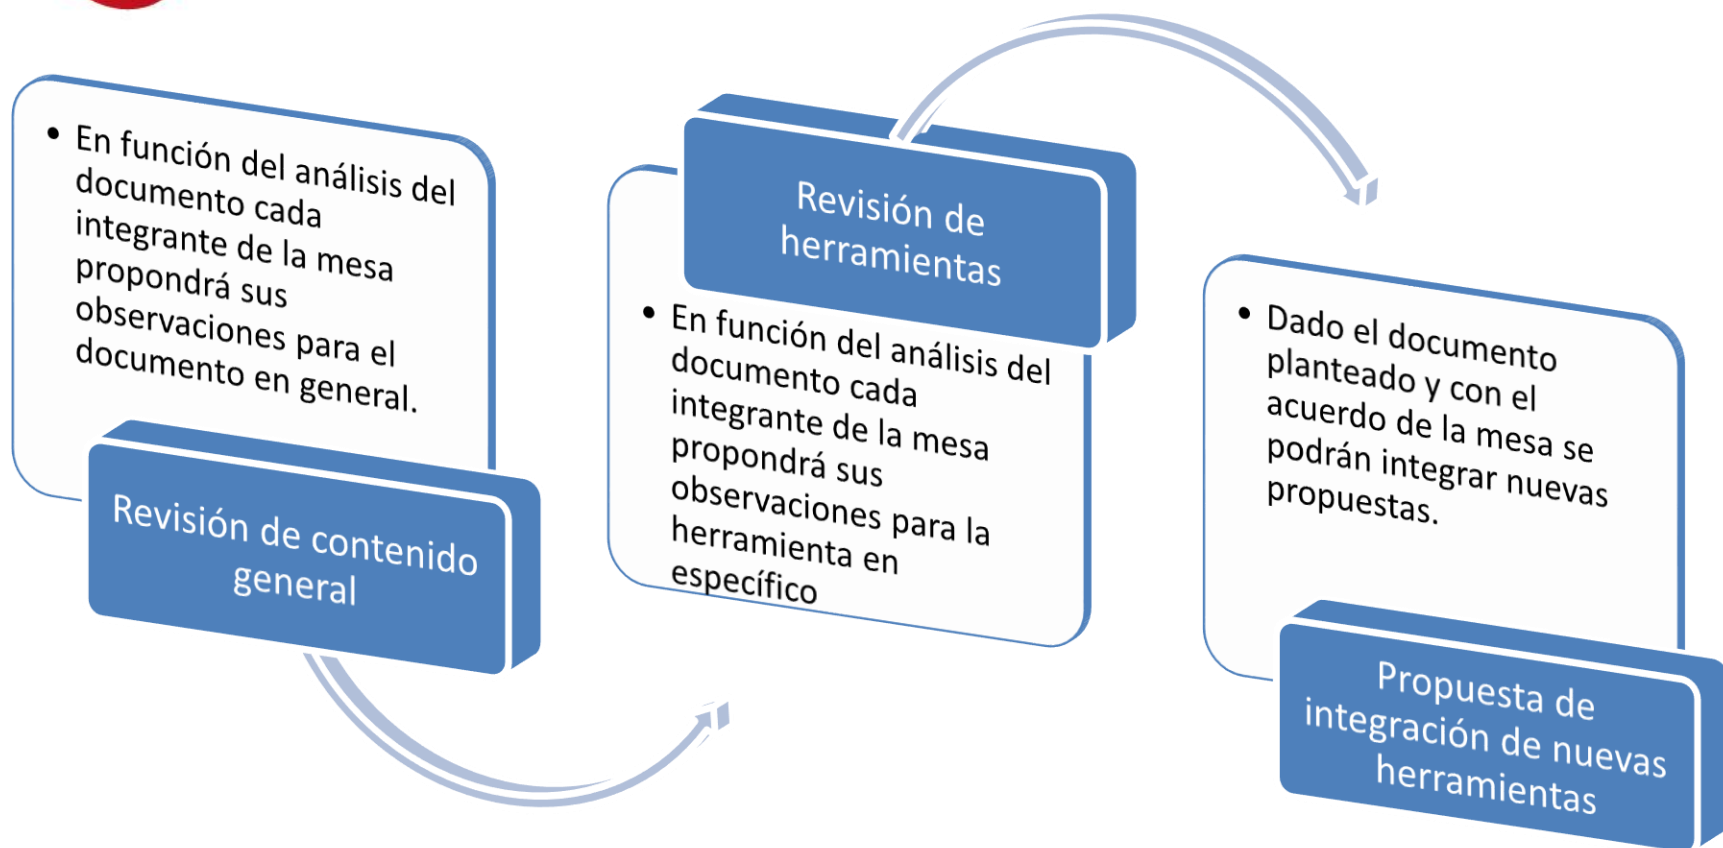 • En función del análisis del
documento cada
integrante de la mesa
propondrá sus
observaciones para el
documento en general.
Revisión de contenido
general
Revisión de
herramientas
• En función del análisis del
documento cada
integrante de la mesa
propondrá sus
observaciones para la
herramienta en
específico
• Dado el documento
planteado y con el
acuerdo de la mesa se
podrán integrar nuevas
propuestas.
Propuesta de
integración de nuevas
herramientas